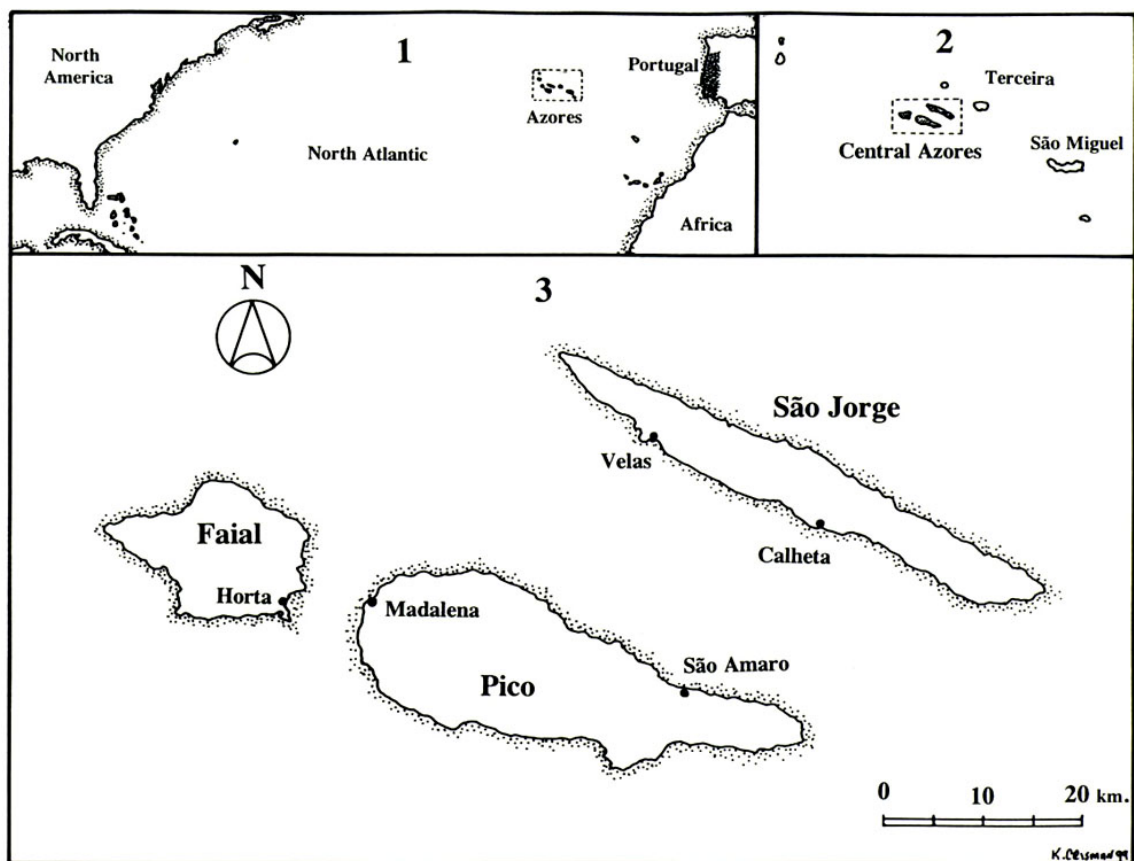 North
America
1
Portugal
Azores
North Atlantic
Africa
2
Terceira
Central Azores
São Miguel
N
3
São Jorge
Velas
Calheta
Faial
Horta
Madalena
São Amaro
Pico
0 10 20 km.